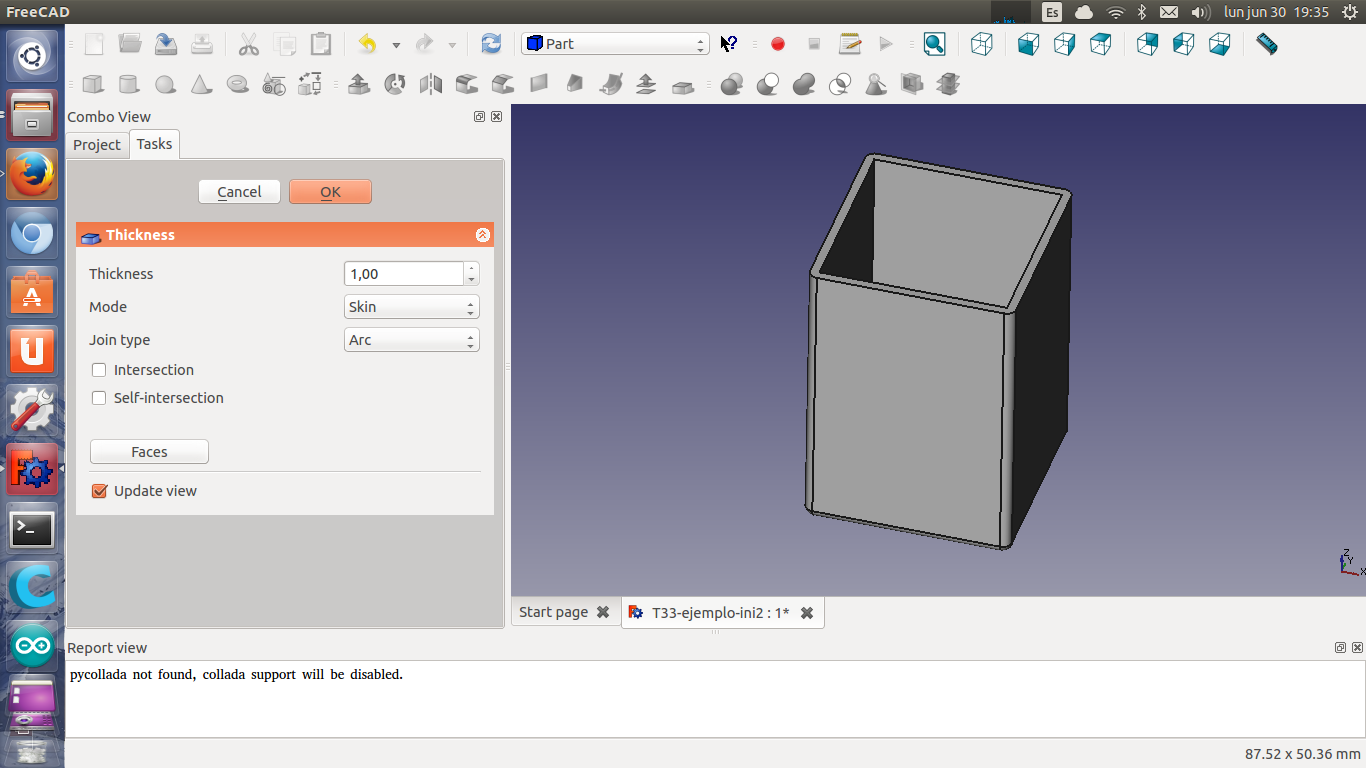 FreeCAD
Es
lun jun 30 19:35
Part
Combo View
Project
Tasks
Cancel
OK
Thickness
Thickness
1,00
Mode
Skin
Join type
Arc
Intersection
Self-intersection
Faces
Update view
Z
Y
X
Start page
T33-ejemplo-ini2 : 1*
Report view
pycollada not found, collada support will be disabled.
87.52 x 50.36 mm